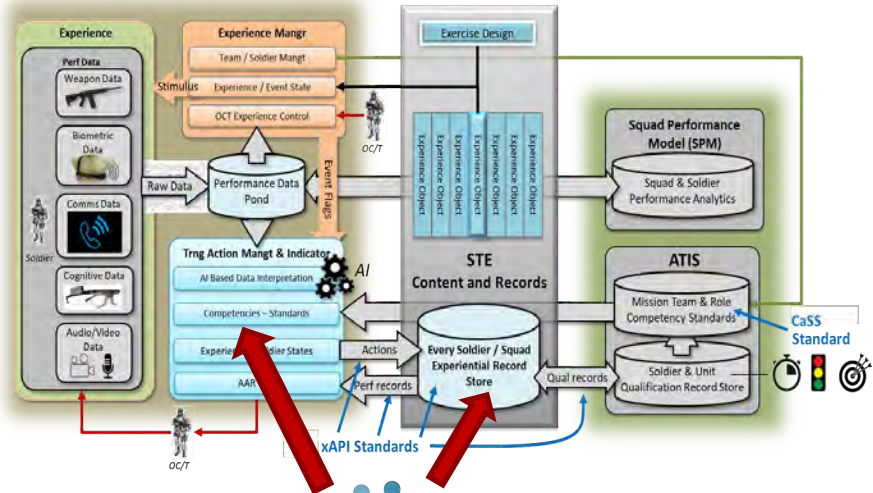 Experience
Perf Data
Weapon Data
Biometric
Data
Comms Data
Soldier
Cognitive Data
Audio/Video
Data
Stimulus
Raw Data
Experience Mangr
Team / Soldier Mangt
Experience / Event State
OCT Experience Control
OC/T
Event Flags
Performance Data
Pond
Trng Action Mangt & Indicator
AI
AI Based Data Interpretation
Competencies – Standards
Soldier States
AAR
OC/T
Actions
Perf records
xAPI Standards
Exercise Design
Experience Object
Experience Object
Experience Object
Experience Object
Experience Object
Experience Object
Experience Object
STE
Content and Records
Every Soldier / Squad
Experiential Record
Store
Qual records
Squad Performance
Model (SPM)
Squad & Soldier
Performance Analytics
ATIS
Mission Team & Role
Competency Standards
CaSS
Standard
Soldier & Unit
Qualification Record Store